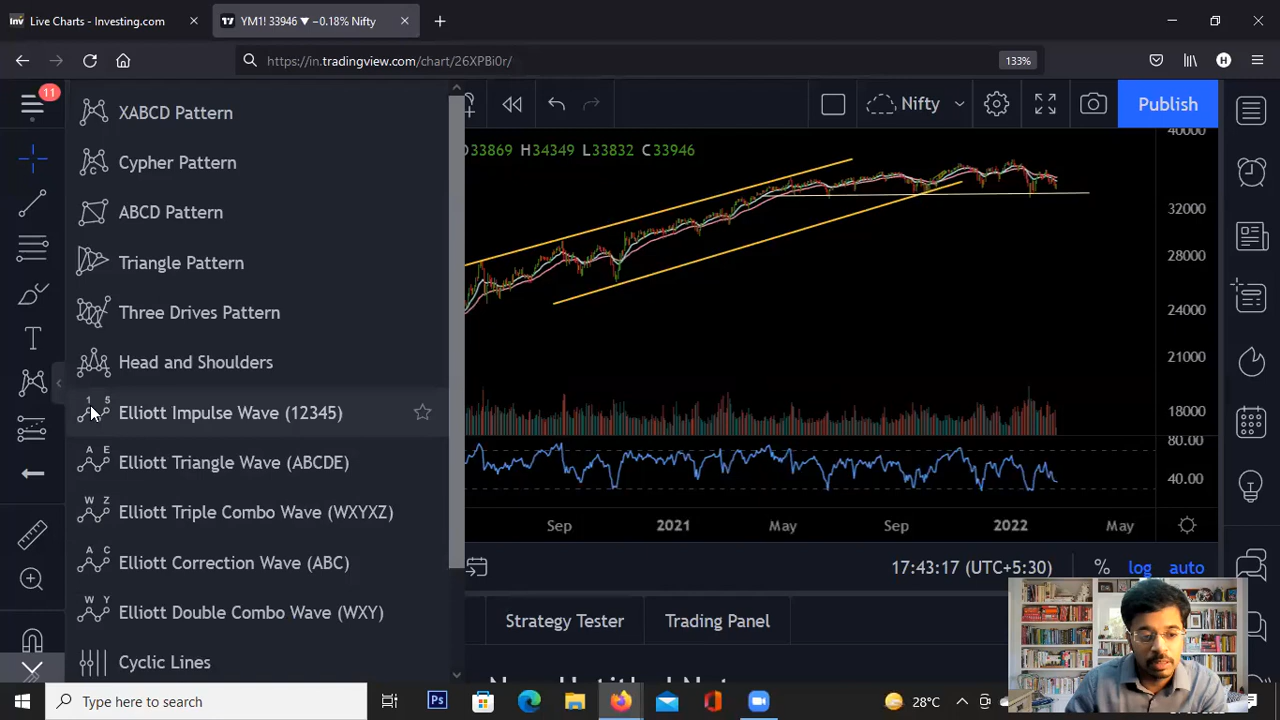 Live Charts - Investing.com
YM1! 33946 ▼ −0.18% Nifty
https://in.tradingview.com/chart/26XPBi0r/
133%
H
11
Nifty
Publish
XABCD Pattern
Cypher Pattern
ABCD Pattern
Triangle Pattern
Three Drives Pattern
Head and Shoulders
1 5
Elliott Impulse Wave (12345)
A E
Elliott Triangle Wave (ABCDE)
W Z
Elliott Triple Combo Wave (WXYXZ)
A C
Elliott Correction Wave (ABC)
W Y
Elliott Double Combo Wave (WXY)
Cyclic Lines
33869 H34349 L33832 C33946
40000
32000
28000
24000
21000
18000
80.00
40.00
Sep 2021 May Sep 2022 May
17:43:17 (UTC+5:30) % log auto
Strategy Tester Trading Panel
Type here to search
Ps
28°C